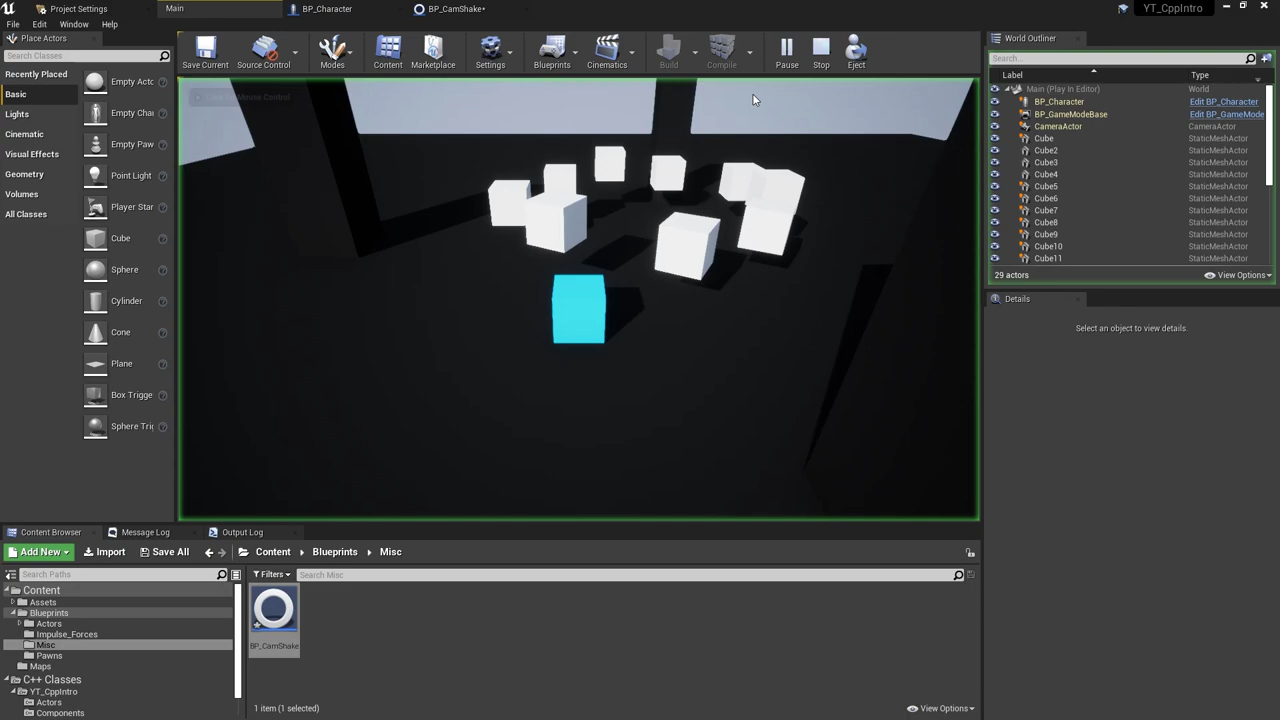 Project Settings
Main
BP_Character
BP_CamShake•
YT_CppIntro
File
Edit
Window
Help
Place Actors
Search Classes
Recently Placed
Basic
Lights
Cinematic
Visual Effects
Geometry
Volumes
All Classes
Empty Acto
Empty Chai
Empty Paw
Point Light
Player Star
Cube
Sphere
Cylinder
Cone
Plane
Box Trigge
Sphere Trig
Save Current
Source Control
Modes
Content
Marketplace
Settings
Blueprints
Cinematics
Build
Compile
Pause
Stop
Eject
Mouse Control
World Outliner
Search...
Label
Type
Main (Play In Editor)
World
BP_Character
Edit BP_Character
BP_GameModeBase
Edit BP_GameMode
CameraActor
CameraActor
Cube
StaticMeshActor
Cube2
StaticMeshActor
Cube3
StaticMeshActor
Cube4
StaticMeshActor
Cube5
StaticMeshActor
Cube6
StaticMeshActor
Cube7
StaticMeshActor
Cube8
StaticMeshActor
Cube9
StaticMeshActor
Cube10
StaticMeshActor
Cube11
StaticMeshActor
29 actors
View Options
Details
Select an object to view details.
Content Browser
Message Log
Output Log
Add New
Import
Save All
Content
Blueprints
Misc
Search Paths
Filters
Search Misc
Content
Assets
Blueprints
Actors
Impulse_Forces
Misc
Pawns
Maps
C++ Classes
YT_CppIntro
Actors
Components
BP_CamShake
1 item (1 selected)
View Options